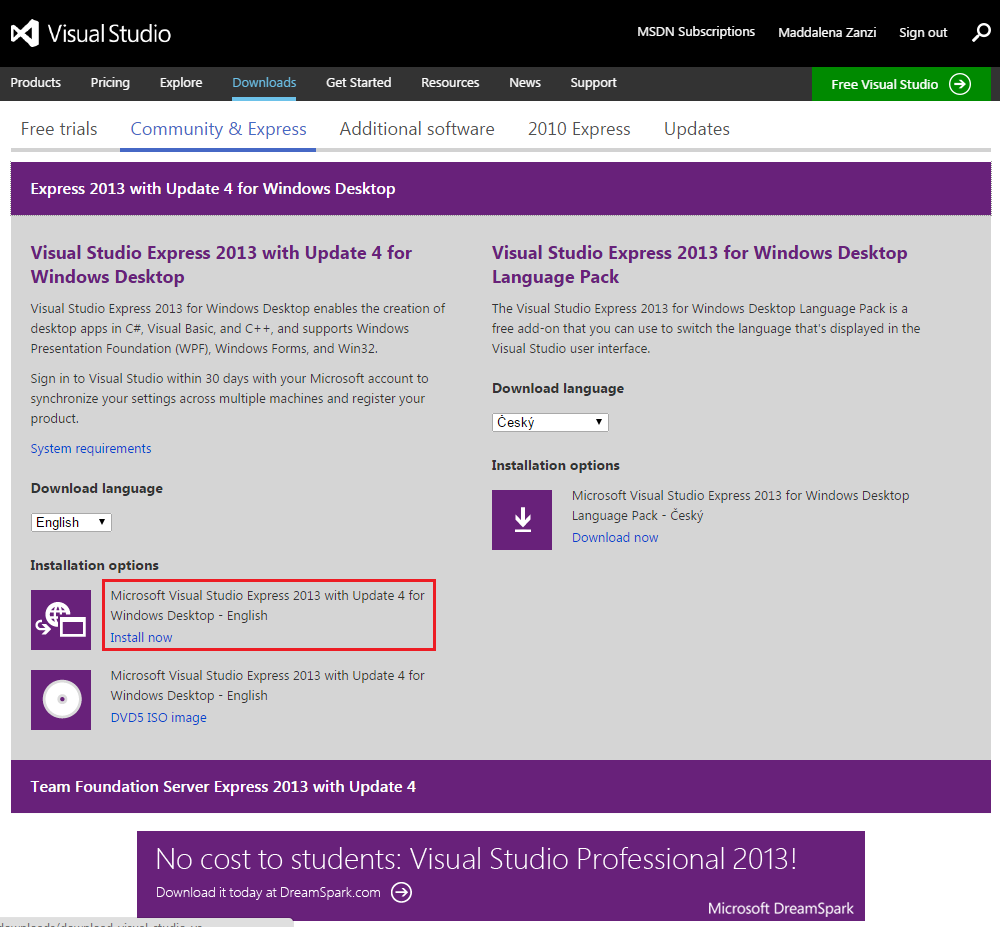 Visual Studio
MSDN Subscriptions Maddalena Zanzi Sign out
Products Pricing Explore Downloads Get Started Resources News Support
Free Visual Studio
Free trials Community & Express Additional software 2010 Express Updates
Express 2013 with Update 4 for Windows Desktop
Visual Studio Express 2013 with Update 4 for
Windows Desktop
Visual Studio Express 2013 for Windows Desktop enables the creation of
desktop apps in C#, Visual Basic, and C++, and supports Windows
Presentation Foundation (WPF), Windows Forms, and Win32.
Sign in to Visual Studio within 30 days with your Microsoft account to
synchronize your settings across multiple machines and register your
product.
System requirements
Download language
English
Installation options
Microsoft Visual Studio Express 2013 with Update 4 for
Windows Desktop - English
Install now
Microsoft Visual Studio Express 2013 with Update 4 for
Windows Desktop - English
DVD5 ISO image
Visual Studio Express 2013 for Windows Desktop
Language Pack
The Visual Studio Express 2013 for Windows Desktop Language Pack is a
free add-on that you can use to switch the language that's displayed in the
Visual Studio user interface.
Download language
Český
Installation options
Microsoft Visual Studio Express 2013 for Windows Desktop
Language Pack - Český
Download now
Team Foundation Server Express 2013 with Update 4
No cost to students: Visual Studio Professional 2013!
Download it today at DreamSpark.com
Microsoft DreamSpark